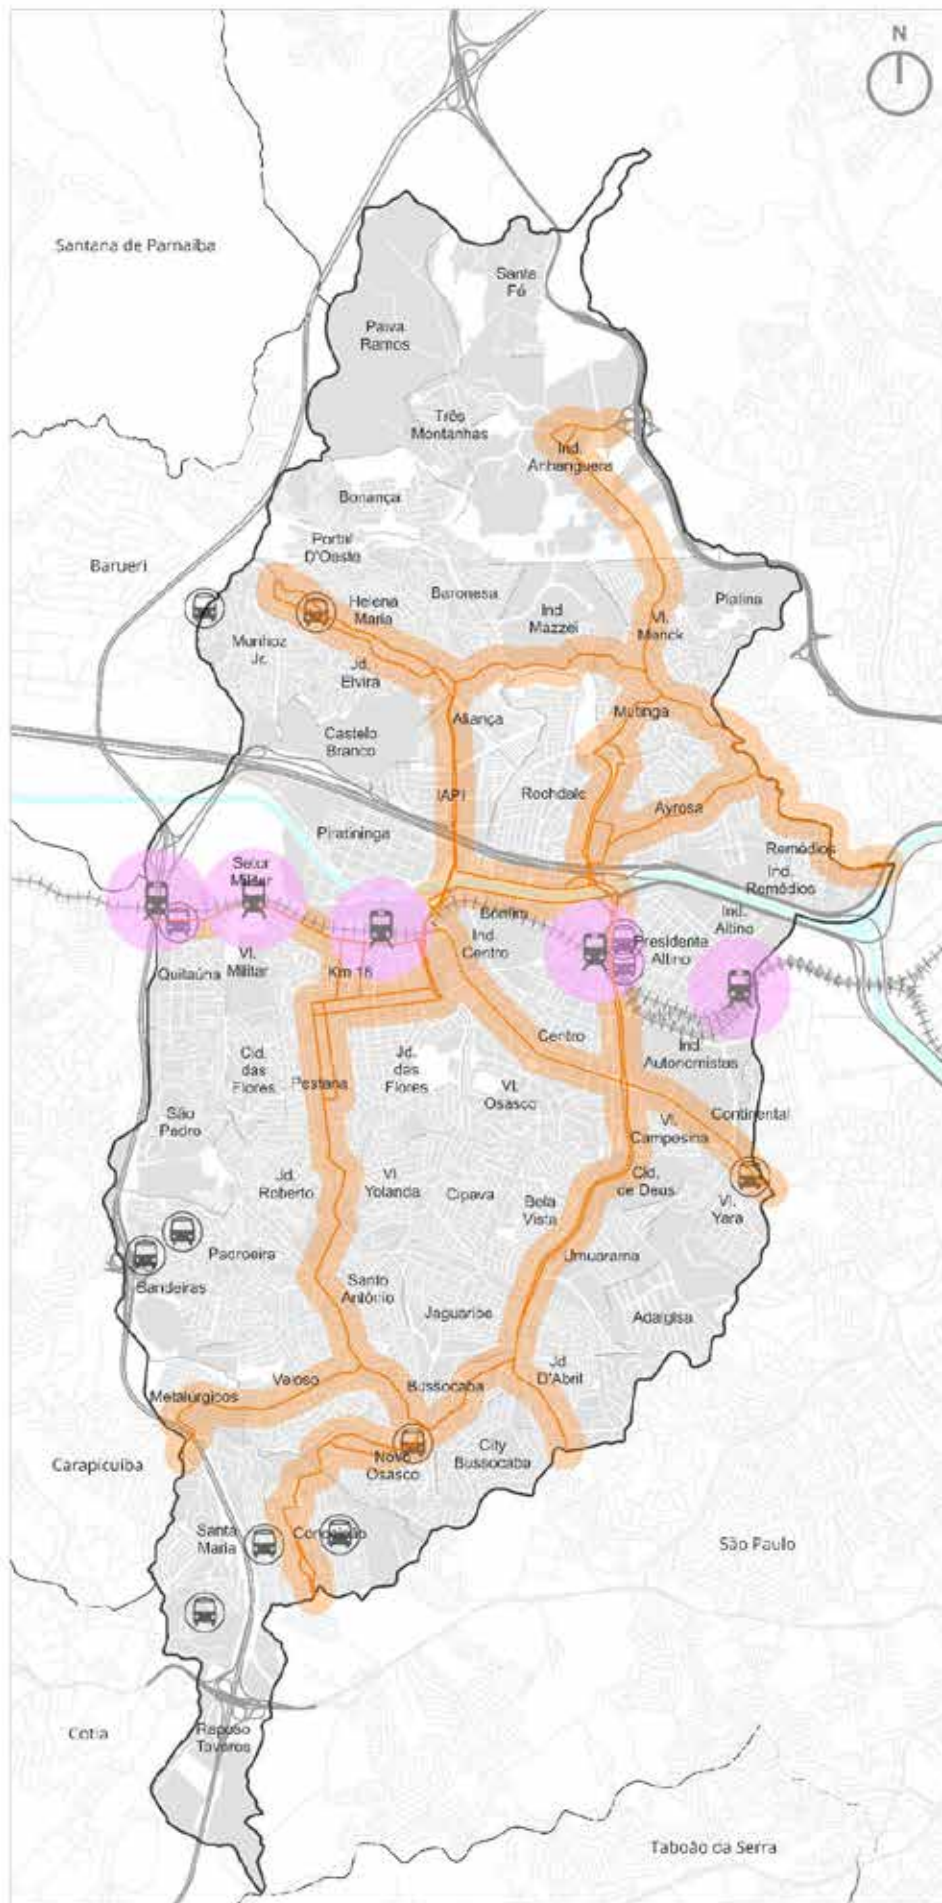 N
Santana de Parnaíba
Santa
Fé
Paiva
Ramos
Três
Montanhas
Ind.
Anhanguera
Bonança
Portal
D'Oeste
Barueri
Helena
Maria
Baronesa
Ind.
Mazzei
Vl.
Menck
Platina
Munhoz
Jr.
Jd.
Elvira
Mutinga
Aliança
Castelo
Branco
IAPI
Rochdale
Ayrosa
Piratininga
Remédios
Ind.
Remédios
Setor
Militar
Bonfim
Ind.
Centro
Ind.
Altino
Presidente
Altino
Quitaúna
Vl.
Militar
Km 18
Centro
Ind.
Autonomistas
Cid.
das
Flores
Pestana
Jd.
das
Flores
Vl.
Osasco
São
Pedro
Vl.
Campesina
Continental
Jd.
Roberto
Vl.
Yolanda
Cipava
Bela
Vista
Cid.
de Deus
Vl.
Yara
Padroeira
Bandeiras
Umuarama
Santo
Antônio
Jaguaribe
Adalgisa
Metalúrgicos
Veloso
Bussocaba
Jd.
D'Abril
Carapicuíba
Novo
Osasco
City
Bussocaba
Santa
Maria
Conceição
São Paulo
Cotia
Raposo
Tavares
Taboão da Serra